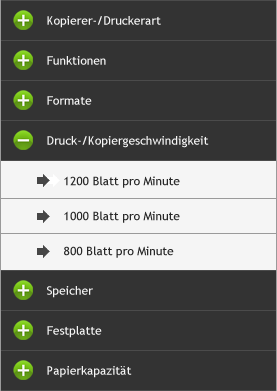 Kopierer-/Druckerart
Funktionen
Formate
Druck-/Kopiergeschwindigkeit
1200 Blatt pro Minute
1000 Blatt pro Minute
800 Blatt pro Minute
Speicher
Festplatte
Papierkapazität